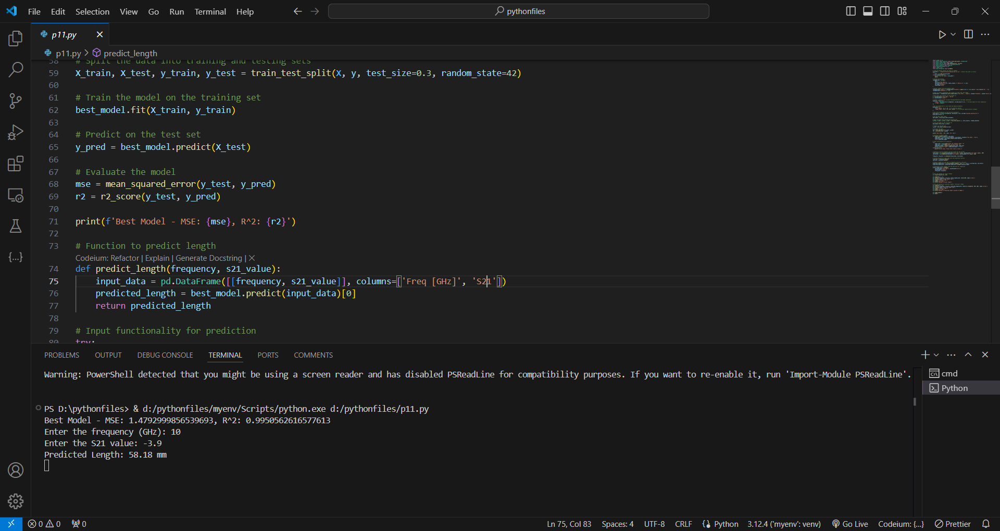 File Edit Selection View Go Run Terminal Help
pythonfiles
p11.py
p11.py > predict_length
58 # Split the data into training and testing sets
59 X_train, X_test, y_train, y_test = train_test_split(X, y, test_size=0.3, random_state=42)
60
61 # Train the model on the training set
62 best_model.fit(X_train, y_train)
63
64 # Predict on the test set
65 y_pred = best_model.predict(X_test)
66
67 # Evaluate the model
68 mse = mean_squared_error(y_test, y_pred)
69 r2 = r2_score(y_test, y_pred)
70
71 print(f'Best Model - MSE: {mse}, R^2: {r2}')
72
73 # Function to predict length
Codeium: Refactor | Explain | Generate Docstring | ✕
74 def predict_length(frequency, s21_value):
75 input_data = pd.DataFrame([[frequency, s21_value]], columns=['Freq [GHz]', 'S21'])
76 predicted_length = best_model.predict(input_data)[0]
77 return predicted_length
78
79 # Input functionality for prediction
80 try:
PROBLEMS OUTPUT DEBUG CONSOLE TERMINAL PORTS COMMENTS
Warning: PowerShell detected that you might be using a screen reader and has disabled PSReadLine for compatibility purposes. If you want to re-enable it, run 'Import-Module PSReadLine'.
cmd
Python
PS D:\pythonfiles> & d:/pythonfiles/myenv/Scripts/python.exe d:/pythonfiles/p11.py
Best Model - MSE: 1.4792999856539693, R^2: 0.9950562616577613
Enter the frequency (GHz): 10
Enter the S21 value: -3.9
Predicted Length: 58.18 mm
0 0 0 Ln 75, Col 83 Spaces: 4 UTF-8 CRLF Python 3.12.4 ('myenv': venv) Go Live Codeium: {...} Prettier